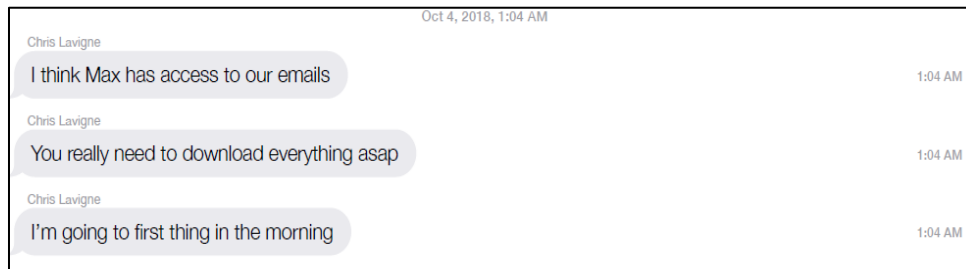 Oct 4, 2018, 1:04 AM
Chris Lavigne
I think Max has access to our emails
1:04 AM
Chris Lavigne
You really need to download everything asap
1:04 AM
Chris Lavigne
I'm going to first thing in the morning
1:04 AM